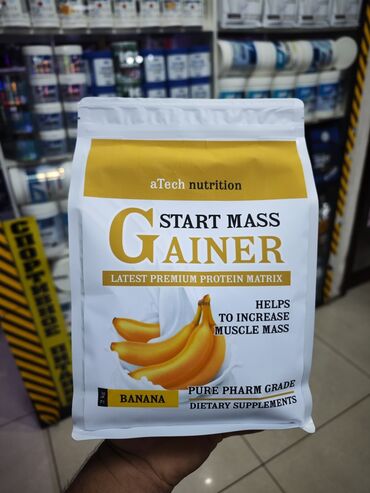 aTech nutrition
START MASS
GAINER
LATEST PREMIUM PROTEIN MATRIX
HELPS
TO INCREASE
MUSCLE MASS
BANANA
PURE PHARM GRADE
DIETARY SUPPLEMENTS
СПОРТИВНОЕ